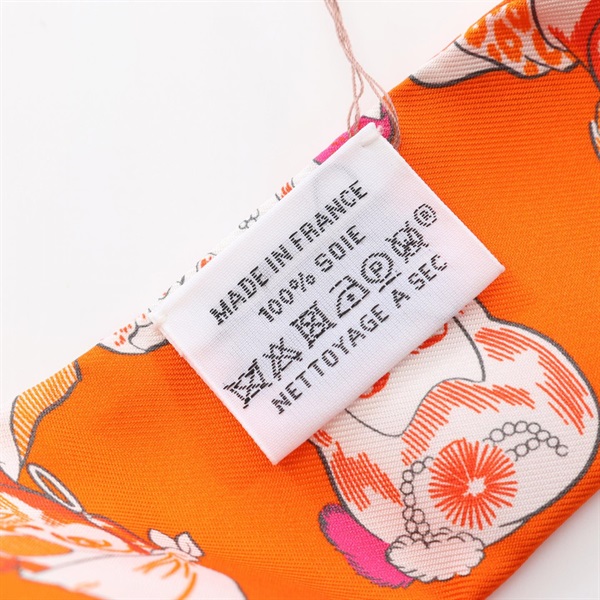 MADE IN FRANCE
100% SOIE
®
NETTOYAGE A SEC